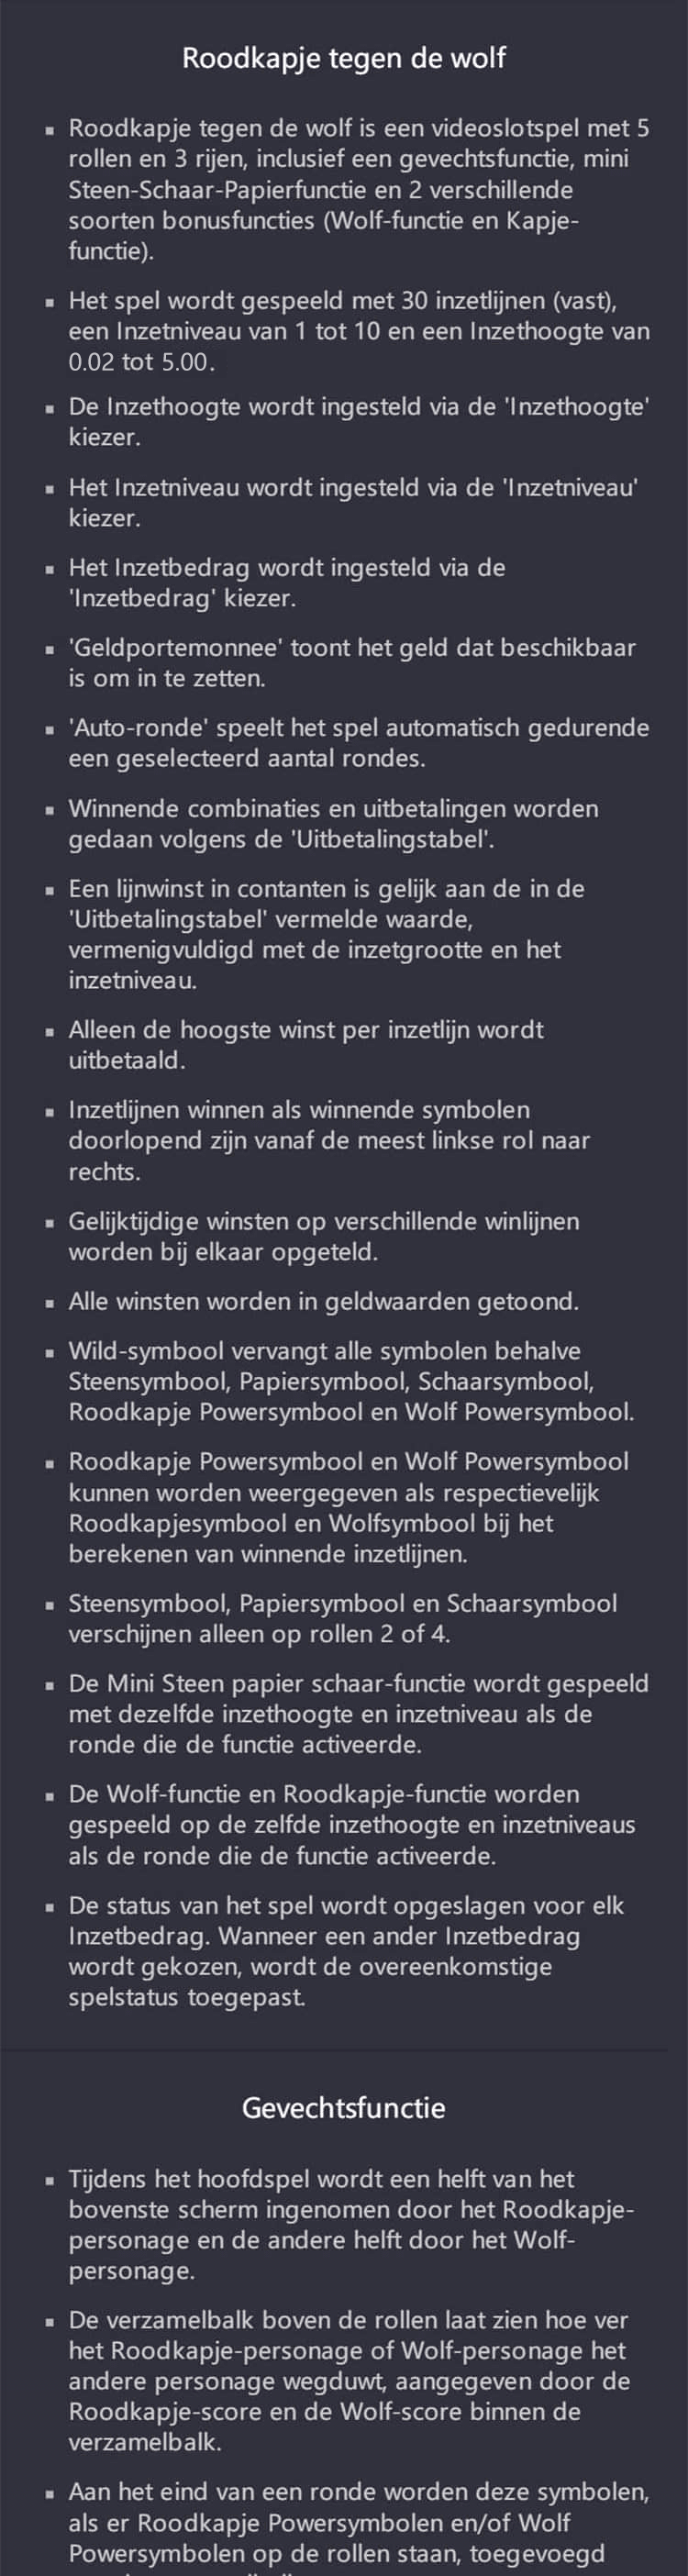 Roodkapje tegen de wolf
▪ Roodkapje tegen de wolf is een videoslotspel met 5
rollen en 3 rijen, inclusief een gevechtsfunctie, mini
Steen-Schaar-Papierfunctie en 2 verschillende
soorten bonusfuncties (Wolf-functie en Kapje-
functie).
▪ Het spel wordt gespeeld met 30 inzetlijnen (vast),
een Inzetniveau van 1 tot 10 en een Inzethoogte van
0.02 tot 5.00.
▪ De Inzethoogte wordt ingesteld via de 'Inzethoogte'
kiezer.
▪ Het Inzetniveau wordt ingesteld via de 'Inzetniveau'
kiezer.
▪ Het Inzetbedrag wordt ingesteld via de
'Inzetbedrag' kiezer.
▪ 'Geldportemonnee' toont het geld dat beschikbaar
is om in te zetten.
▪ 'Auto-ronde' speelt het spel automatisch gedurende
een geselecteerd aantal rondes.
▪ Winnende combinaties en uitbetalingen worden
gedaan volgens de 'Uitbetalingstabel'.
▪ Een lijnwinst in contanten is gelijk aan de in de
'Uitbetalingstabel' vermelde waarde,
vermenigvuldigd met de inzetgrootte en het
inzetniveau.
▪ Alleen de hoogste winst per inzetlijn wordt
uitbetaald.
▪ Inzetlijnen winnen als winnende symbolen
doorlopend zijn vanaf de meest linkse rol naar
rechts.
▪ Gelijktijdige winsten op verschillende winlijnen
worden bij elkaar opgeteld.
▪ Alle winsten worden in geldwaarden getoond.
▪ Wild-symbool vervangt alle symbolen behalve
Steensymbool, Papiersymbool, Schaarsymbool,
Roodkapje Powersymbool en Wolf Powersymbool.
▪ Roodkapje Powersymbool en Wolf Powersymbool
kunnen worden weergegeven als respectievelijk
Roodkapjesymbool en Wolfsymbool bij het
berekenen van winnende inzetlijnen.
▪ Steensymbool, Papiersymbool en Schaarsymbool
verschijnen alleen op rollen 2 of 4.
▪ De Mini Steen papier schaar-functie wordt gespeeld
met dezelfde inzethoogte en inzetniveau als de
ronde die de functie activeerde.
▪ De Wolf-functie en Roodkapje-functie worden
gespeeld op de zelfde inzethoogte en inzetniveaus
als de ronde die de functie activeerde.
▪ De status van het spel wordt opgeslagen voor elk
Inzetbedrag. Wanneer een ander Inzetbedrag
wordt gekozen, wordt de overeenkomstige
spelstatus toegepast.
Gevechtsfunctie
▪ Tijdens het hoofdspel wordt een helft van het
bovenste scherm ingenomen door het Roodkapje-
personage en de andere helft door het Wolf-
personage.
▪ De verzamelbalk boven de rollen laat zien hoe ver
het Roodkapje-personage of Wolf-personage het
andere personage wegduwt, aangegeven door de
Roodkapje-score en de Wolf-score binnen de
verzamelbalk.
▪ Aan het eind van een ronde worden deze symbolen,
als er Roodkapje Powersymbolen en/of Wolf
Powersymbolen op de rollen staan, toegevoegd